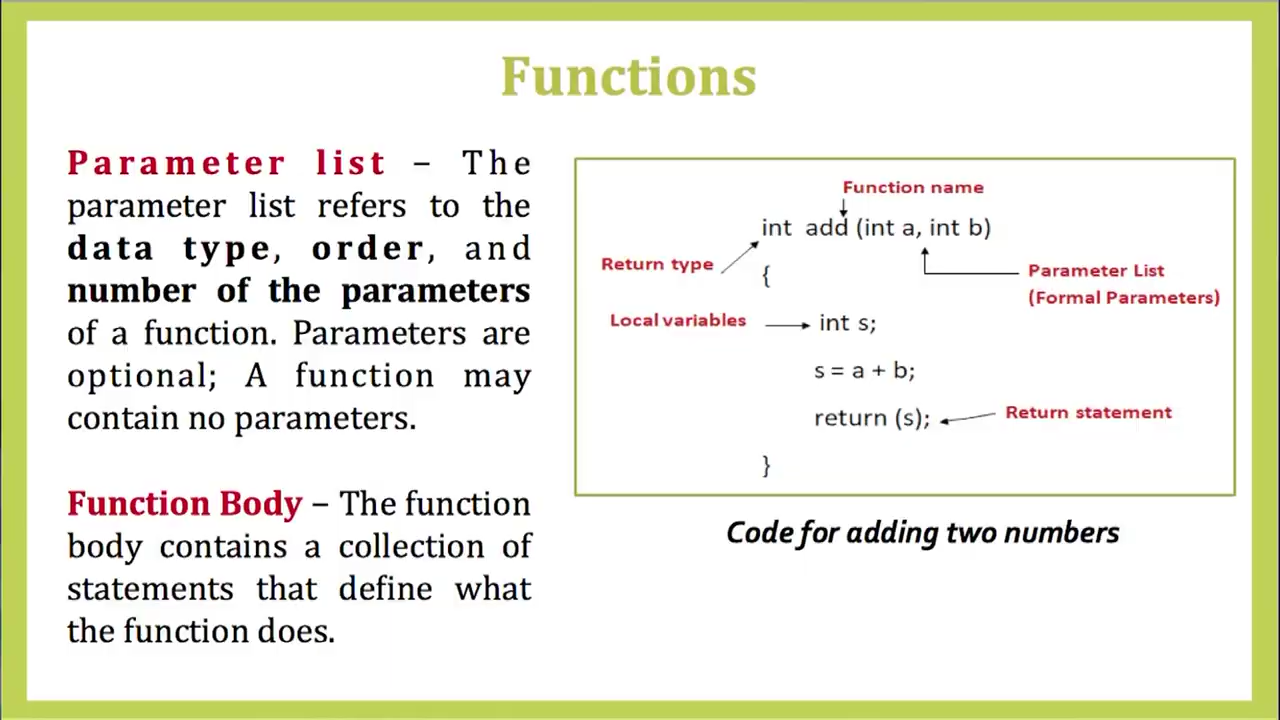 Functions
Parameter list – The
parameter list refers to the
data type, order, and
number of the parameters
of a function. Parameters are
optional; A function may
contain no parameters.
Function Body – The function
body contains a collection of
statements that define what
the function does.
Function name
int add (int a, int b)
Return type
{
Parameter List
(Formal Parameters)
Local variables
int s;
s = a + b;
return (s);
Return statement
}
Code for adding two numbers